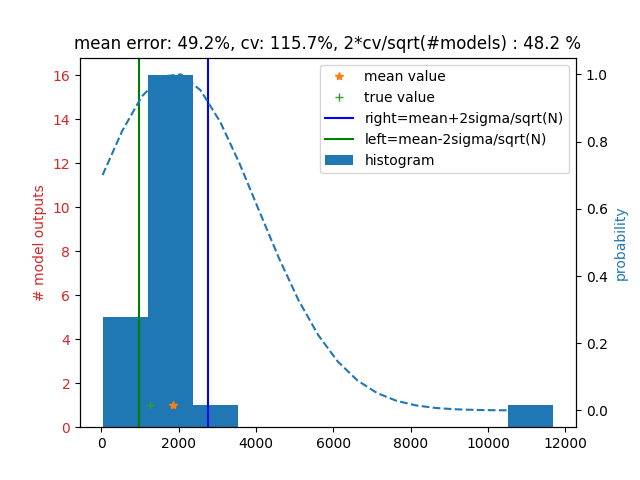 mean error: 49.2%, cv: 115.7%, 2*cv/sqrt(#models) : 48.2 %
mean value
true value
right=mean+2sigma/sqrt(N)
left=mean-2sigma/sqrt(N)
histogram
# model outputs
16
14
12
10
8
6
4
2
0
1.0
0.8
0.6
0.4
0.2
0.0
probability
0
2000
4000
6000
8000
10000
12000